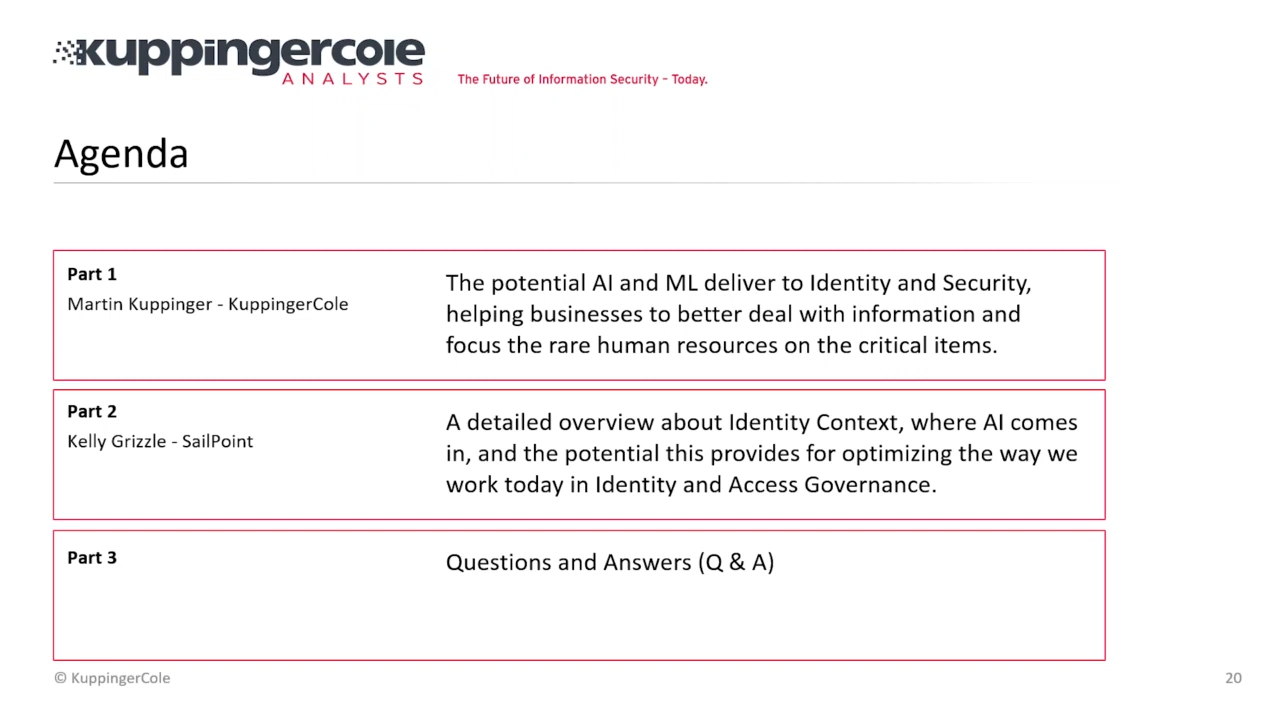 kuppingercole
ANALYSTS
The Future of Information Security – Today.
Agenda
Part 1
Martin Kuppinger - KuppingerCole
The potential AI and ML deliver to Identity and Security,
helping businesses to better deal with information and
focus the rare human resources on the critical items.
Part 2
Kelly Grizzle - SailPoint
A detailed overview about Identity Context, where AI comes
in, and the potential this provides for optimizing the way we
work today in Identity and Access Governance.
Part 3
Questions and Answers (Q & A)
© KuppingerCole
20